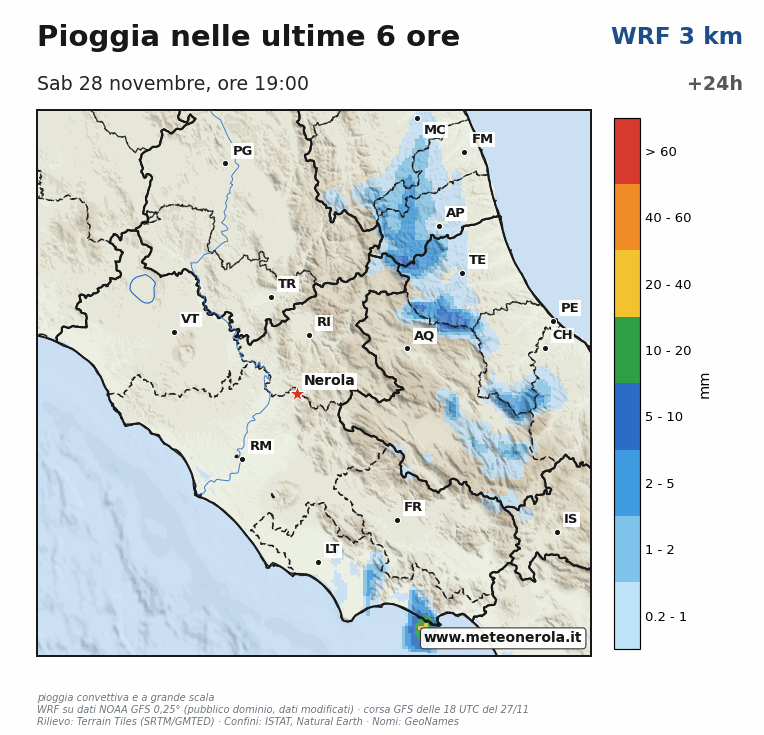 Pioggia nelle ultime 6 ore
WRF 3 km
Sab 28 novembre, ore 19:00
+24h
MC
FM
PG
AP
TE
TR
PE
VT
RI
AQ
CH
Nerola
RM
FR
IS
LT
www.meteonerola.it
> 60
40 - 60
20 - 40
10 - 20
5 - 10
2 - 5
1 - 2
0.2 - 1
mm
pioggia convettiva e a grande scala
WRF su dati NOAA GFS 0,25° (pubblico dominio, dati modificati) · corsa GFS delle 18 UTC del 27/11
Rilievo: Terrain Tiles (SRTM/GMTED) · Confini: ISTAT, Natural Earth · Nomi: GeoNames